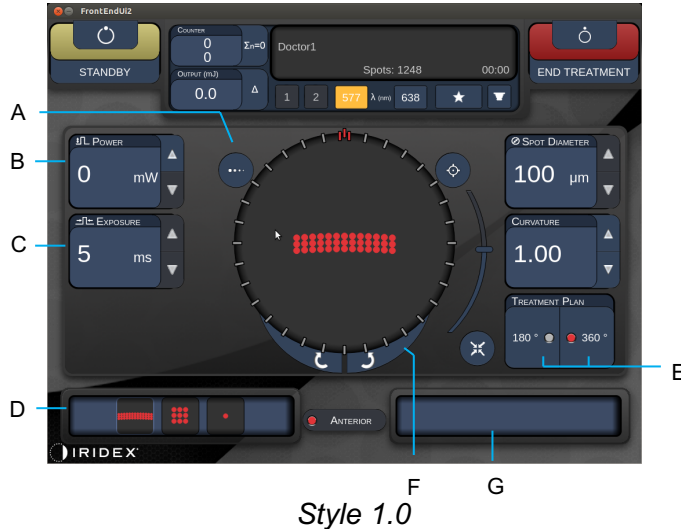 FrontEndUi2
STANDBY
COUNTER
0
0
Σn=0
OUTPUT (mJ)
0.0
Δ
Doctor1
Spots: 1248
00:00
1
2
577
λ (nm)
638
END TREATMENT
A
B
POWER
0
mW
C
EXPOSURE
5
ms
SPOT DIAMETER
100
µm
CURVATURE
1.00
TREATMENT PLAN
180 °
360 °
E
D
ANTERIOR
IRIDEX
F
G
Style 1.0